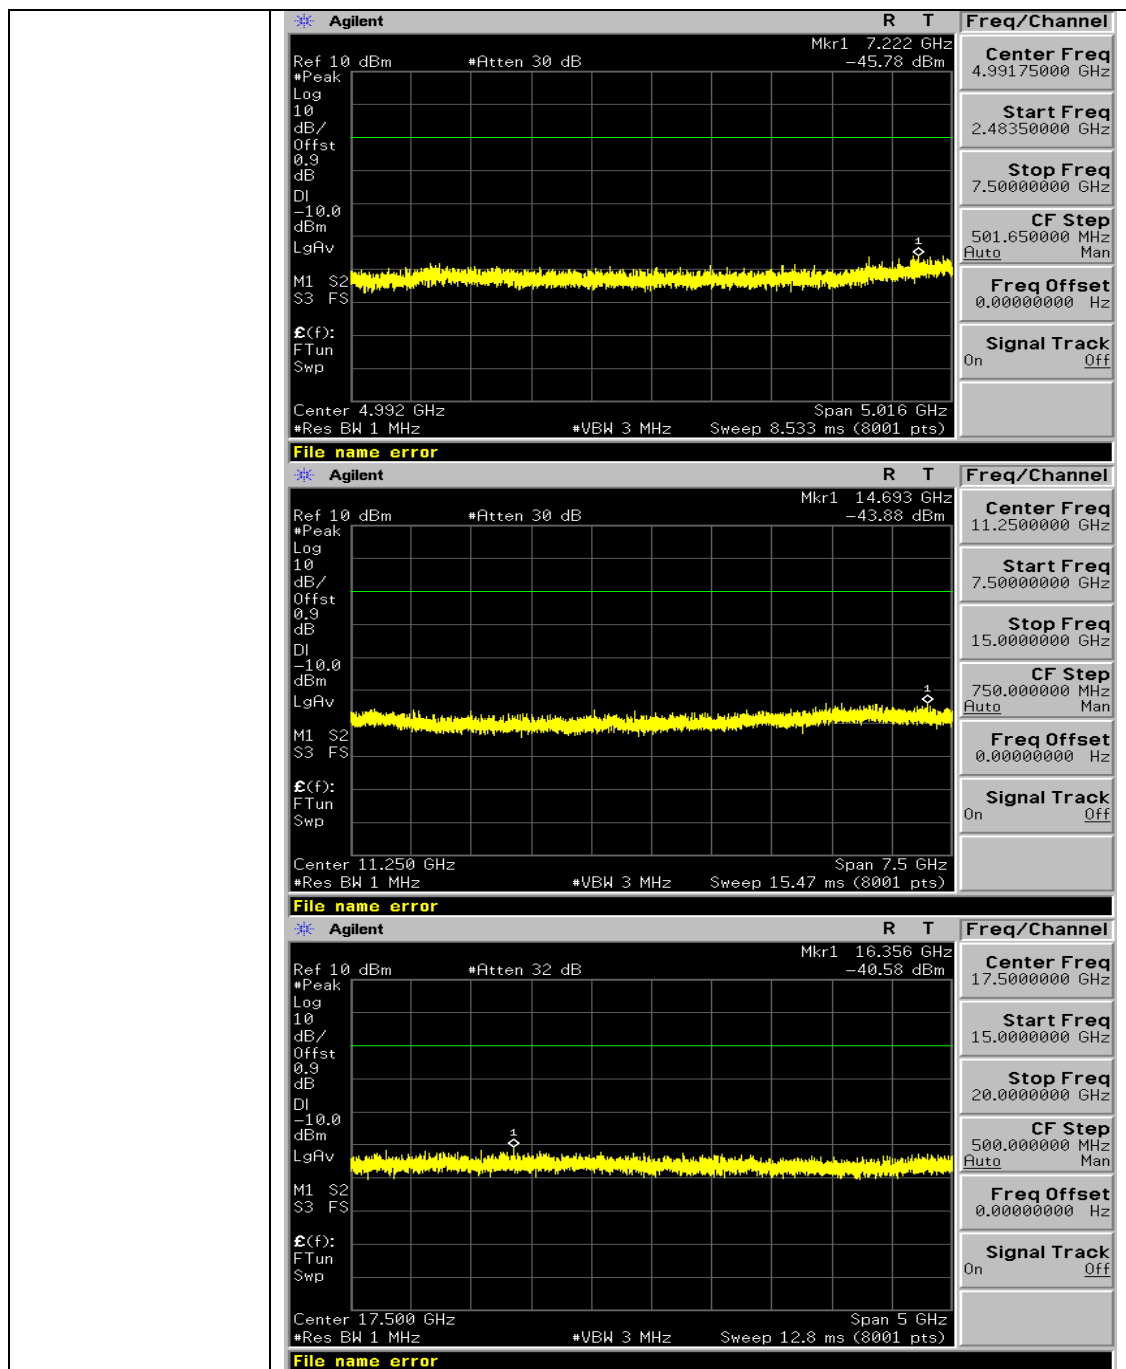 Agilent R T Freq/Channel
Mkr1 7.222 GHz
Ref 10 dBm #Atten 30 dB -45.78 dBm
#Peak
Log
10
dB/
Offst
0.9
dB
DI
-10.0
dBm
LgAv
M1 S2
S3 FS
£(f):
FTun
Swp
1
Center 4.992 GHz Span 5.016 GHz
#Res BW 1 MHz #VBW 3 MHz Sweep 8.533 ms (8001 pts)
File name error
Center Freq
4.99175000 GHz
Start Freq
2.48350000 GHz
Stop Freq
7.50000000 GHz
CF Step
501.650000 MHz
Auto Man
Freq Offset
0.00000000 Hz
Signal Track
On Off
Agilent R T Freq/Channel
Mkr1 14.693 GHz
Ref 10 dBm #Atten 30 dB -43.88 dBm
#Peak
Log
10
dB/
Offst
0.9
dB
DI
-10.0
dBm
LgAv
M1 S2
S3 FS
£(f):
FTun
Swp
1
Center 11.250 GHz Span 7.5 GHz
#Res BW 1 MHz #VBW 3 MHz Sweep 15.47 ms (8001 pts)
File name error
Center Freq
11.2500000 GHz
Start Freq
7.50000000 GHz
Stop Freq
15.0000000 GHz
CF Step
750.000000 MHz
Auto Man
Freq Offset
0.00000000 Hz
Signal Track
On Off
Agilent R T Freq/Channel
Mkr1 16.356 GHz
Ref 10 dBm #Atten 32 dB -40.58 dBm
#Peak
Log
10
dB/
Offst
0.9
dB
DI
-10.0
dBm
LgAv
M1 S2
S3 FS
£(f):
FTun
Swp
1
Center 17.500 GHz Span 5 GHz
#Res BW 1 MHz #VBW 3 MHz Sweep 12.8 ms (8001 pts)
File name error
Center Freq
17.5000000 GHz
Start Freq
15.0000000 GHz
Stop Freq
20.0000000 GHz
CF Step
500.000000 MHz
Auto Man
Freq Offset
0.00000000 Hz
Signal Track
On Off